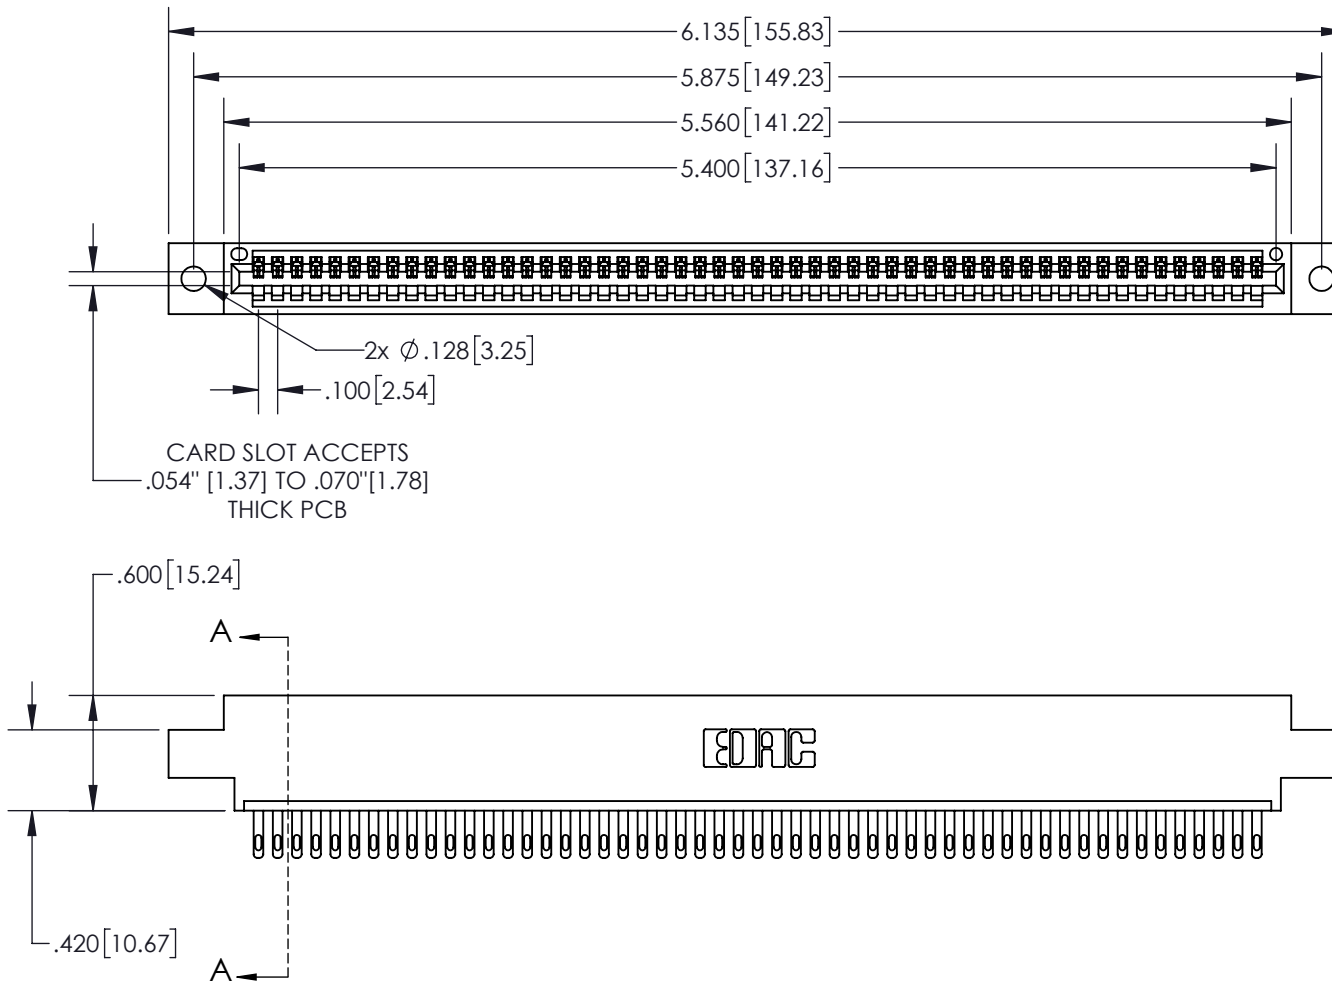 6.135[155.83]
5.875[149.23]
5.560[141.22]
5.400[137.16]
2x ∅.128[3.25]
.100[2.54]
CARD SLOT ACCEPTS
.054" [1.37] TO .070"[1.78]
THICK PCB
.600[15.24]
A
EDAC
.420[10.67]
A